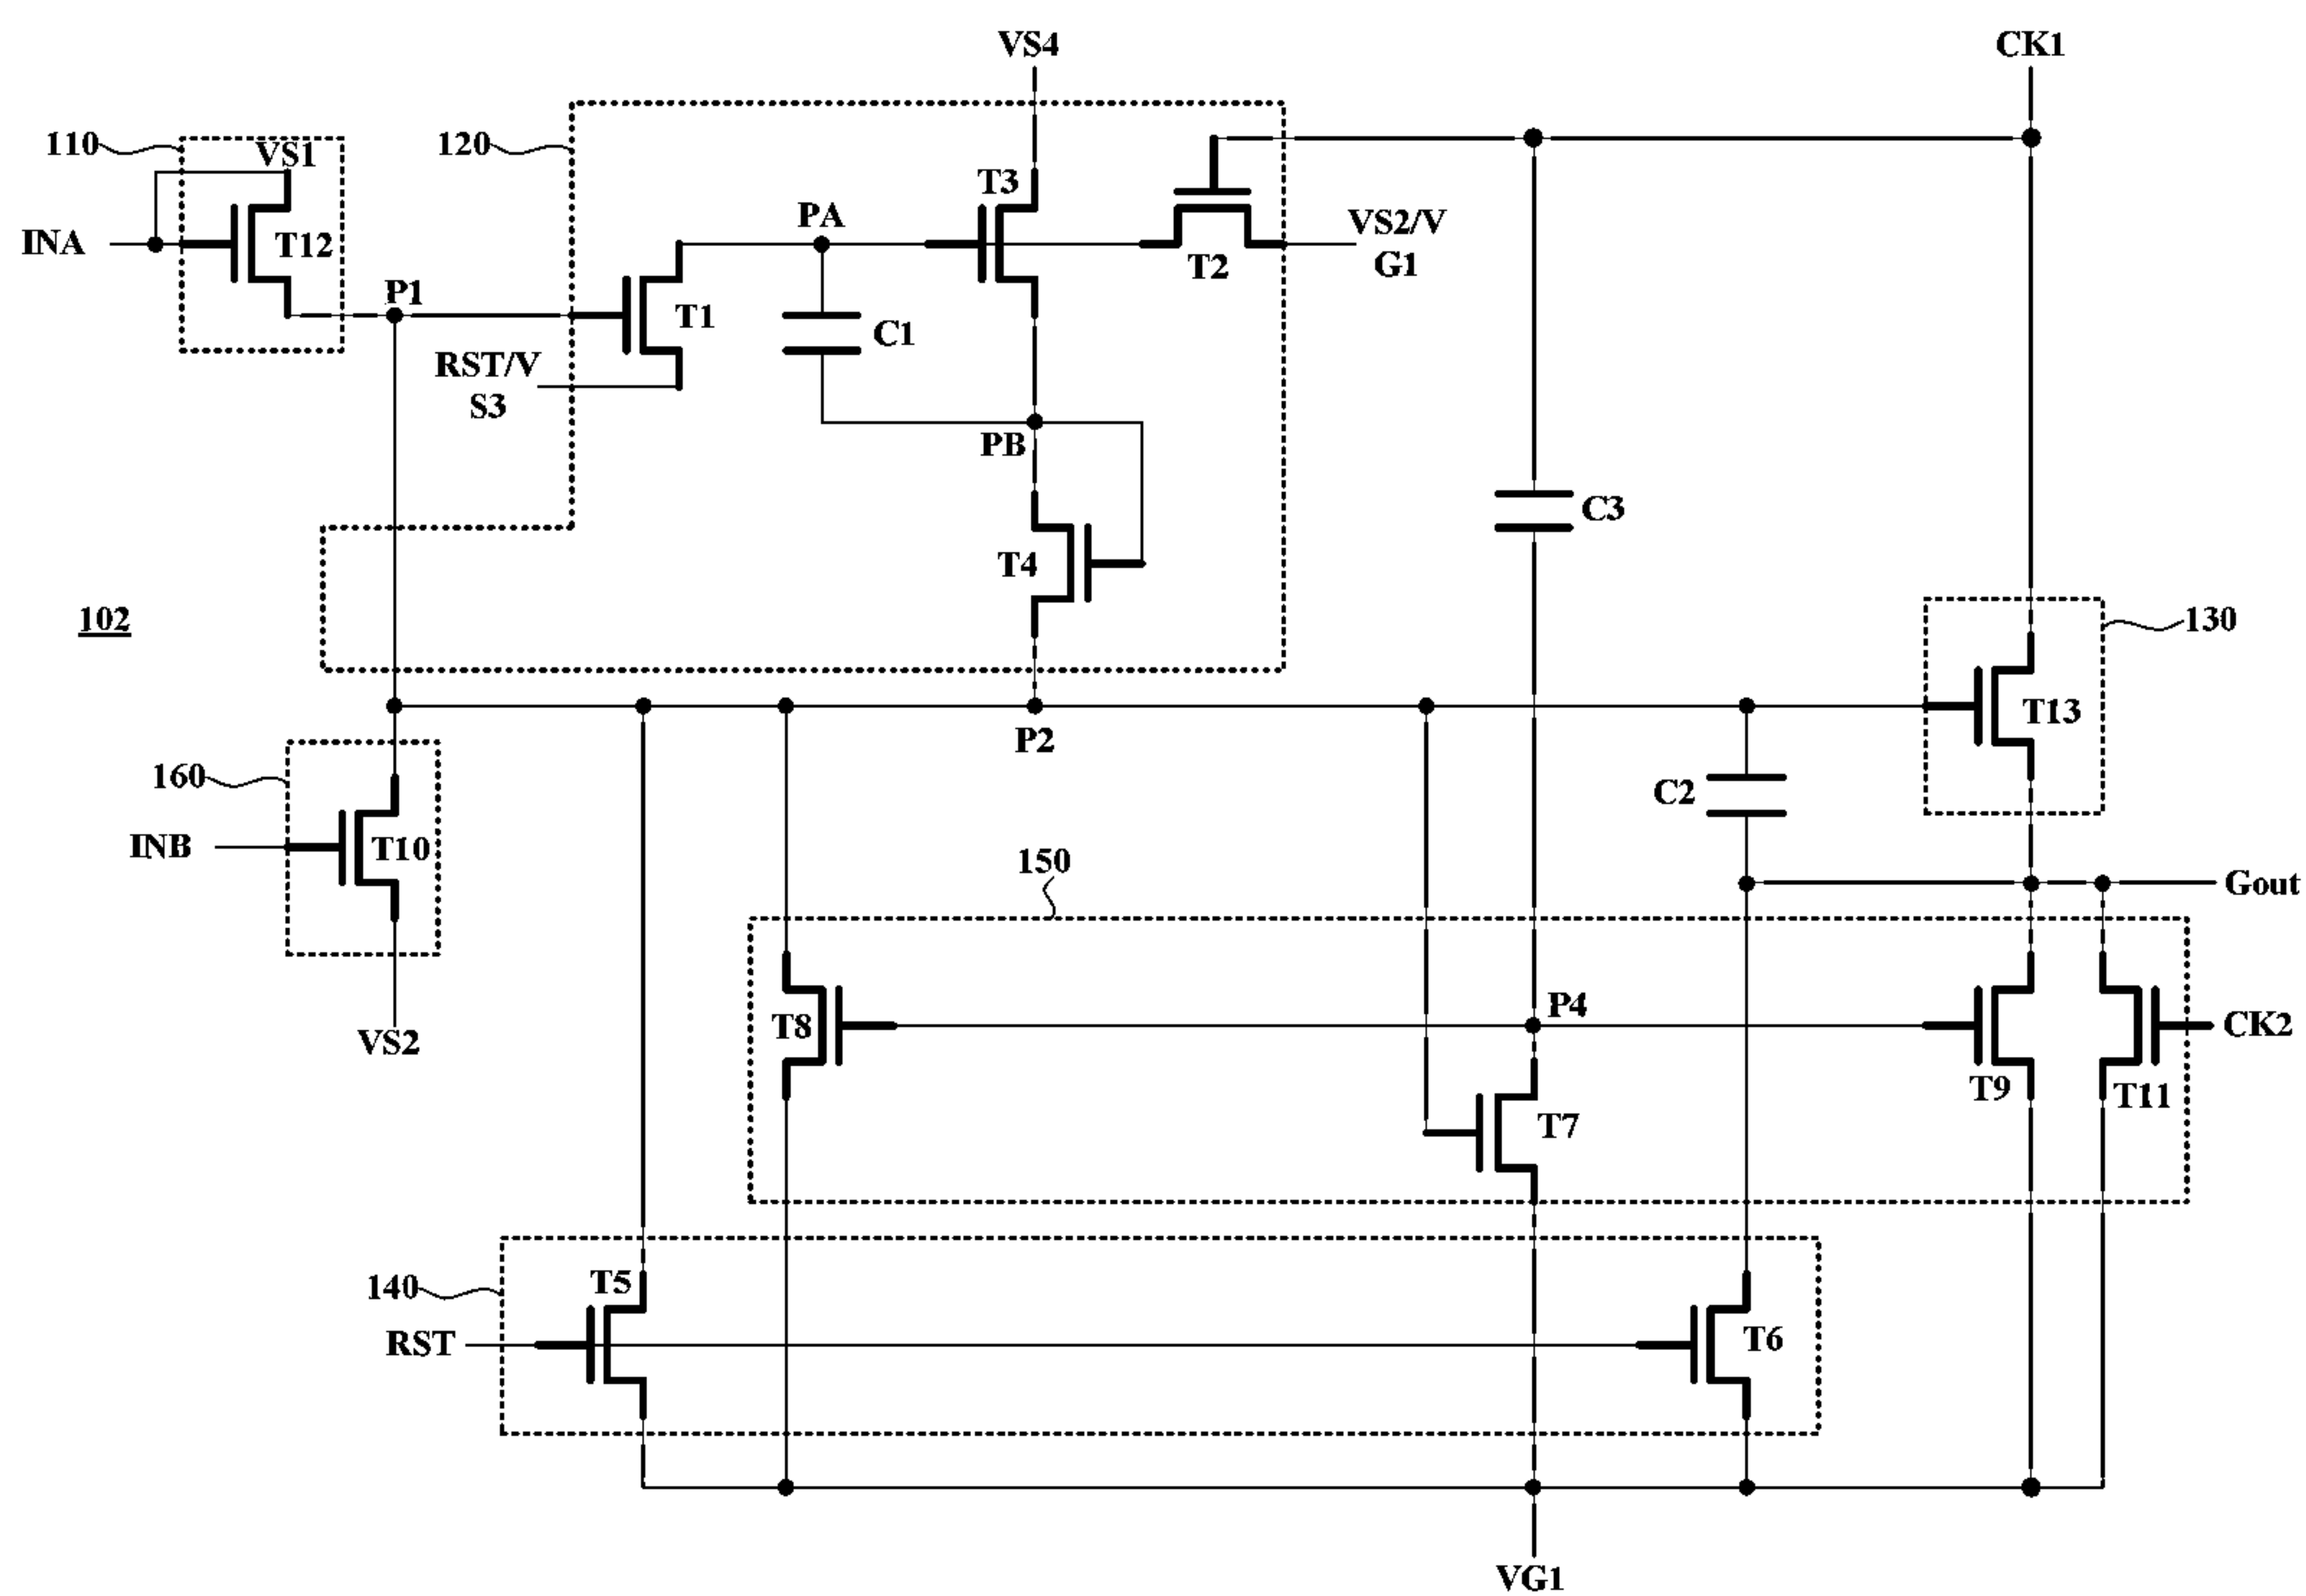 VS4
CK1
110
VS1
120
T3
INA
T12
PA
VS2/V
G1
T2
P1
T1
C1
RST/V
S3
PB
C3
T4
102
130
P2
T13
160
C2
INB
T10
150
Gout
VS2
T8
P4
CK2
T9
T11
T7
140
T5
RST
T6
VG1